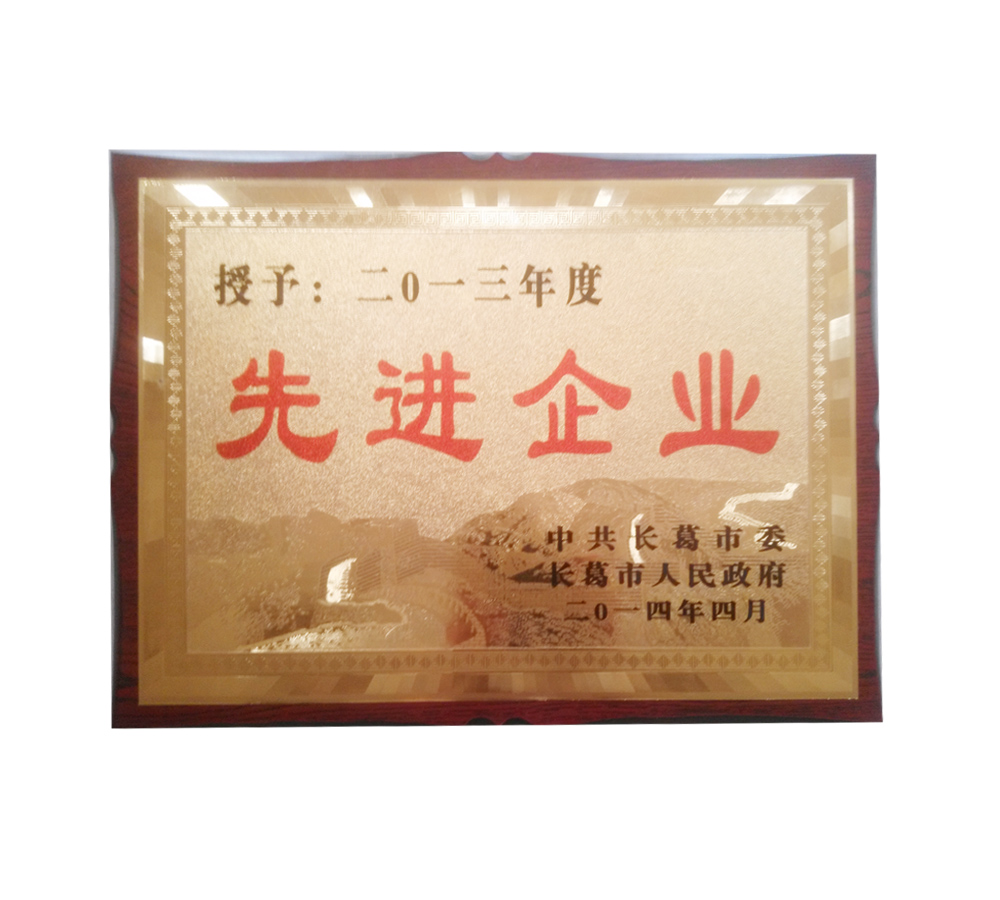 授予：二0一三年度
先进企业
中共长葛市委
长葛市人民政府
二0一四年四月